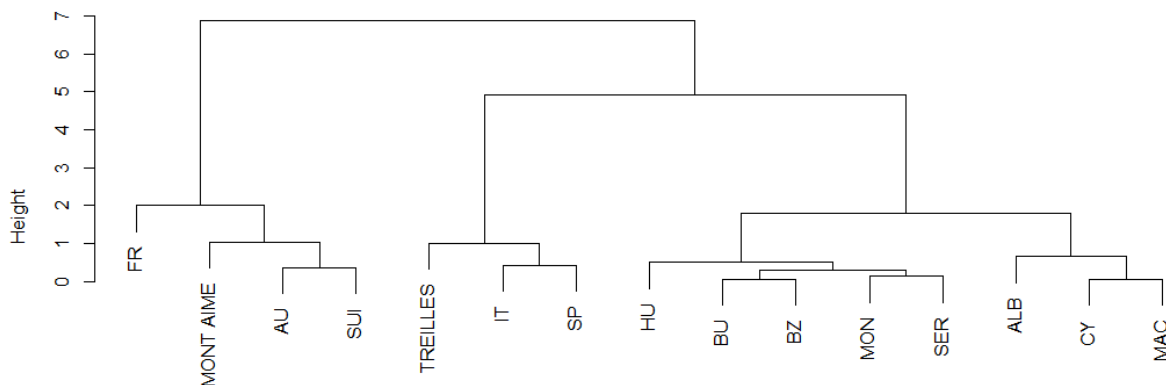 7
6
5
4
3
2
1
0
Height
FR
MONT AIME
AU
SUI
TREILLES
IT
SP
HU
BU
BZ
MON
SER
ALB
CY
MAC